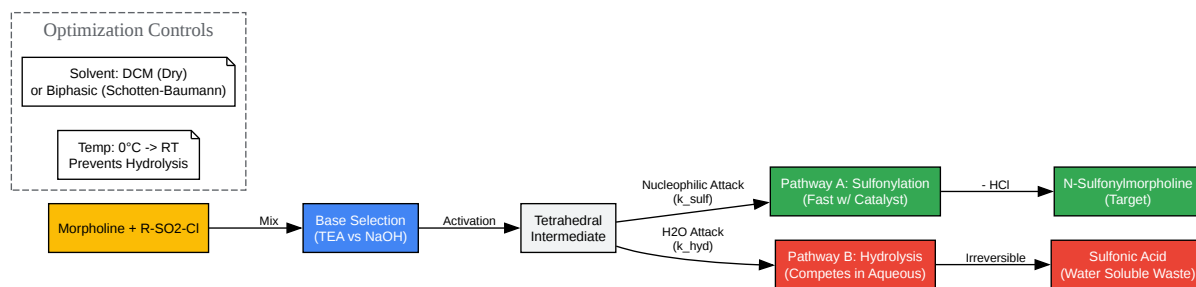 Optimization Controls
Solvent: DCM (Dry)
or Biphasic (Schotten-Baumann)
Temp: 0°C -> RT
Prevents Hydrolysis
Morpholine + R-SO2-Cl
Mix
Base Selection
(TEA vs NaOH)
Activation
Tetrahedral
Intermediate
Nucleophilic Attack
(k_sulf)
Pathway A: Sulfonylation
(Fast w/ Catalyst)
- HCl
N-Sulfonylmorpholine
(Target)
H2O Attack
(k_hyd)
Pathway B: Hydrolysis
(Competes in Aqueous)
Irreversible
Sulfonic Acid
(Water Soluble Waste)